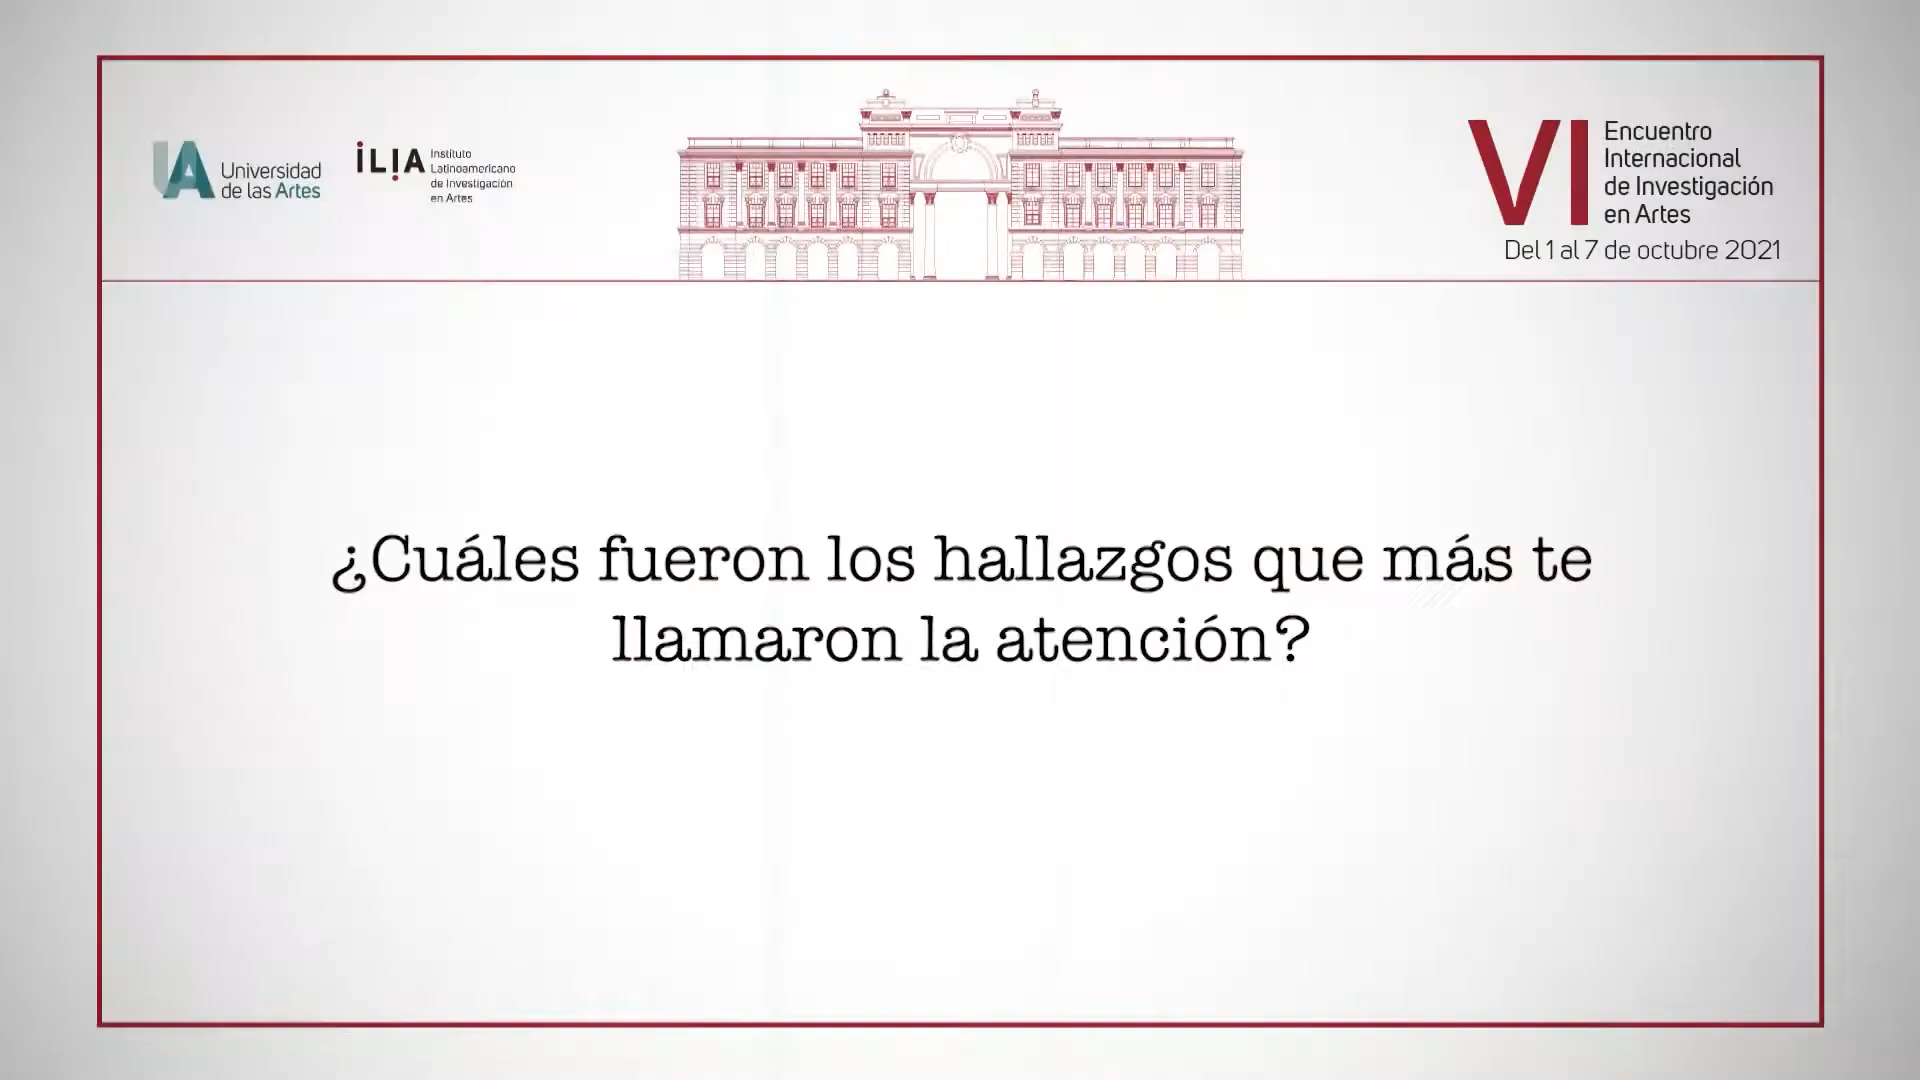 UA Universidad
de las Artes
iLiA Instituto
Latinoamericano
de Investigación
en Artes
VI Encuentro
Internacional
de Investigación
en Artes
Del 1 al 7 de octubre 2021
¿Cuáles fueron los hallazgos que más te
llamaron la atención?